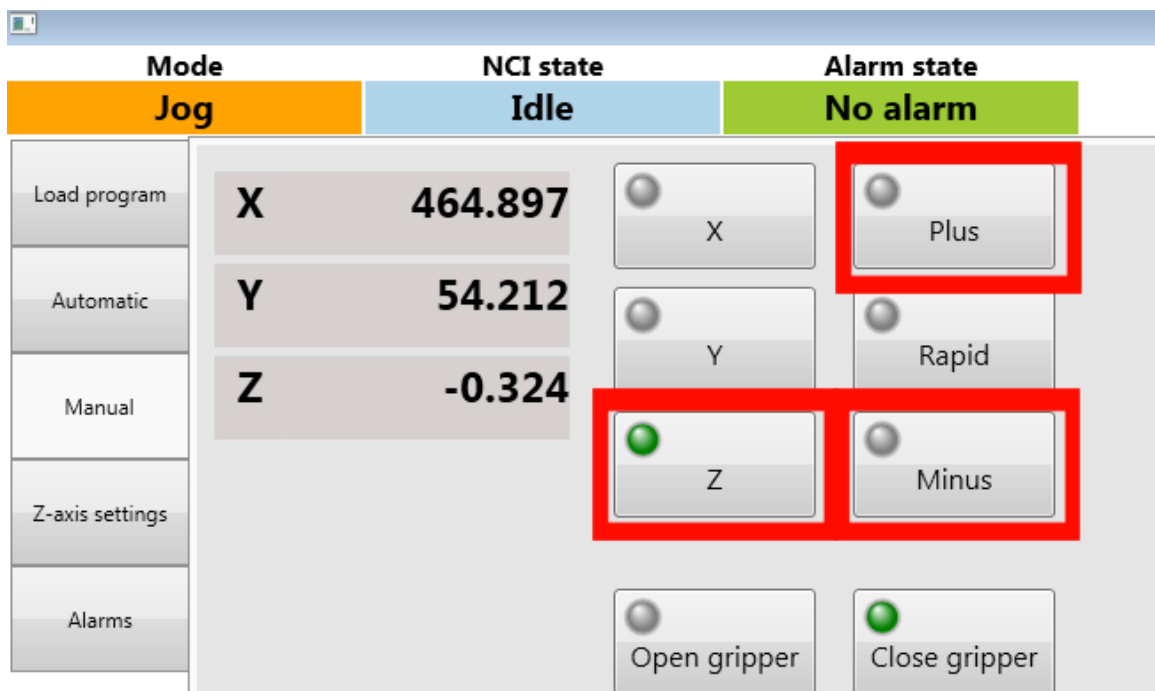 Mode NCI state Alarm state
Jog Idle No alarm
Load program
Automatic
Manual
Z-axis settings
Alarms
X 464.897
Y 54.212
Z -0.324
X Plus
Y Rapid
Z Minus
Open gripper Close gripper